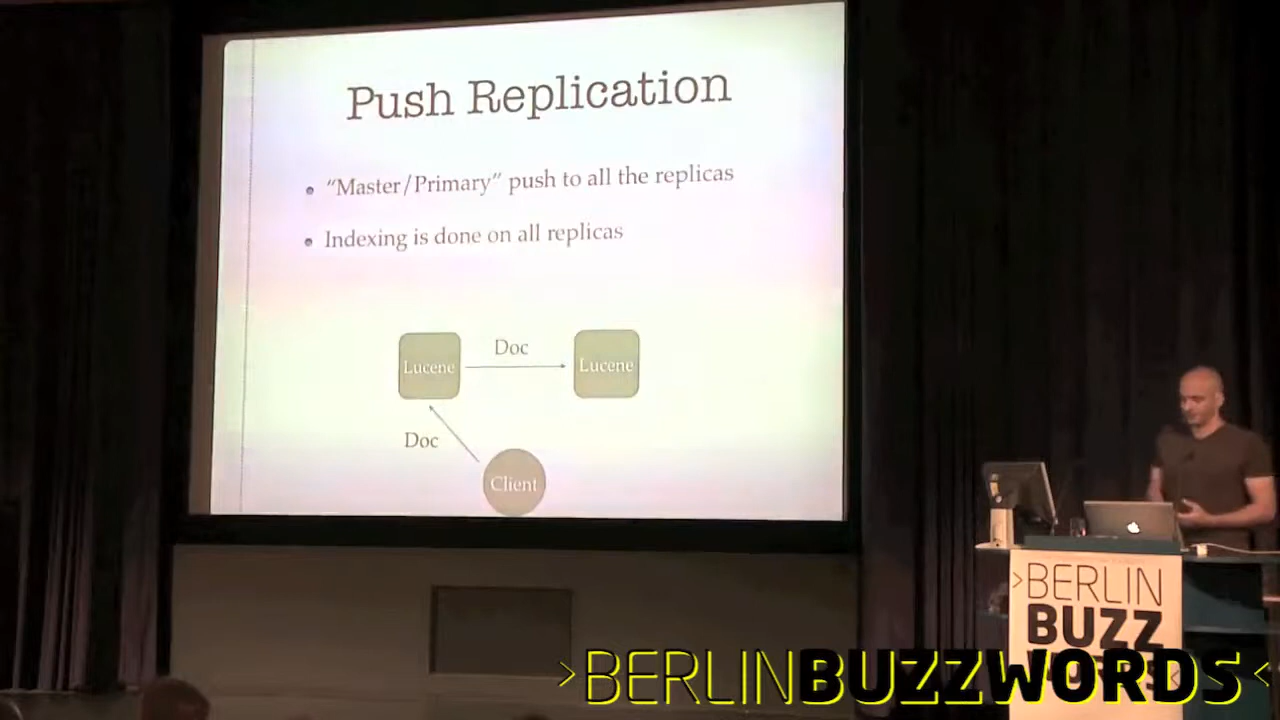 Push Replication
“Master/Primary” push to all the replicas
Indexing is done on all replicas
Lucene
Doc
Lucene
Doc
Client
>BERLIN
BUZZ
>BERLINBUZZWORDS<